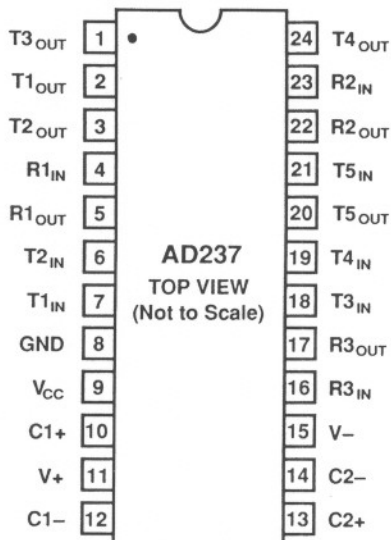 T3OUT 1 24 T4OUT
T1OUT 2 23 R2IN
T2OUT 3 22 R2OUT
R1IN 4 21 T5IN
R1OUT 5 20 T5OUT
T2IN 6 AD237 19 T4IN
T1IN 7 TOP VIEW 18 T3IN
GND 8 (Not to Scale) 17 R3OUT
VCC 9 16 R3IN
C1+ 10 15 V–
V+ 11 14 C2–
C1– 12 13 C2+